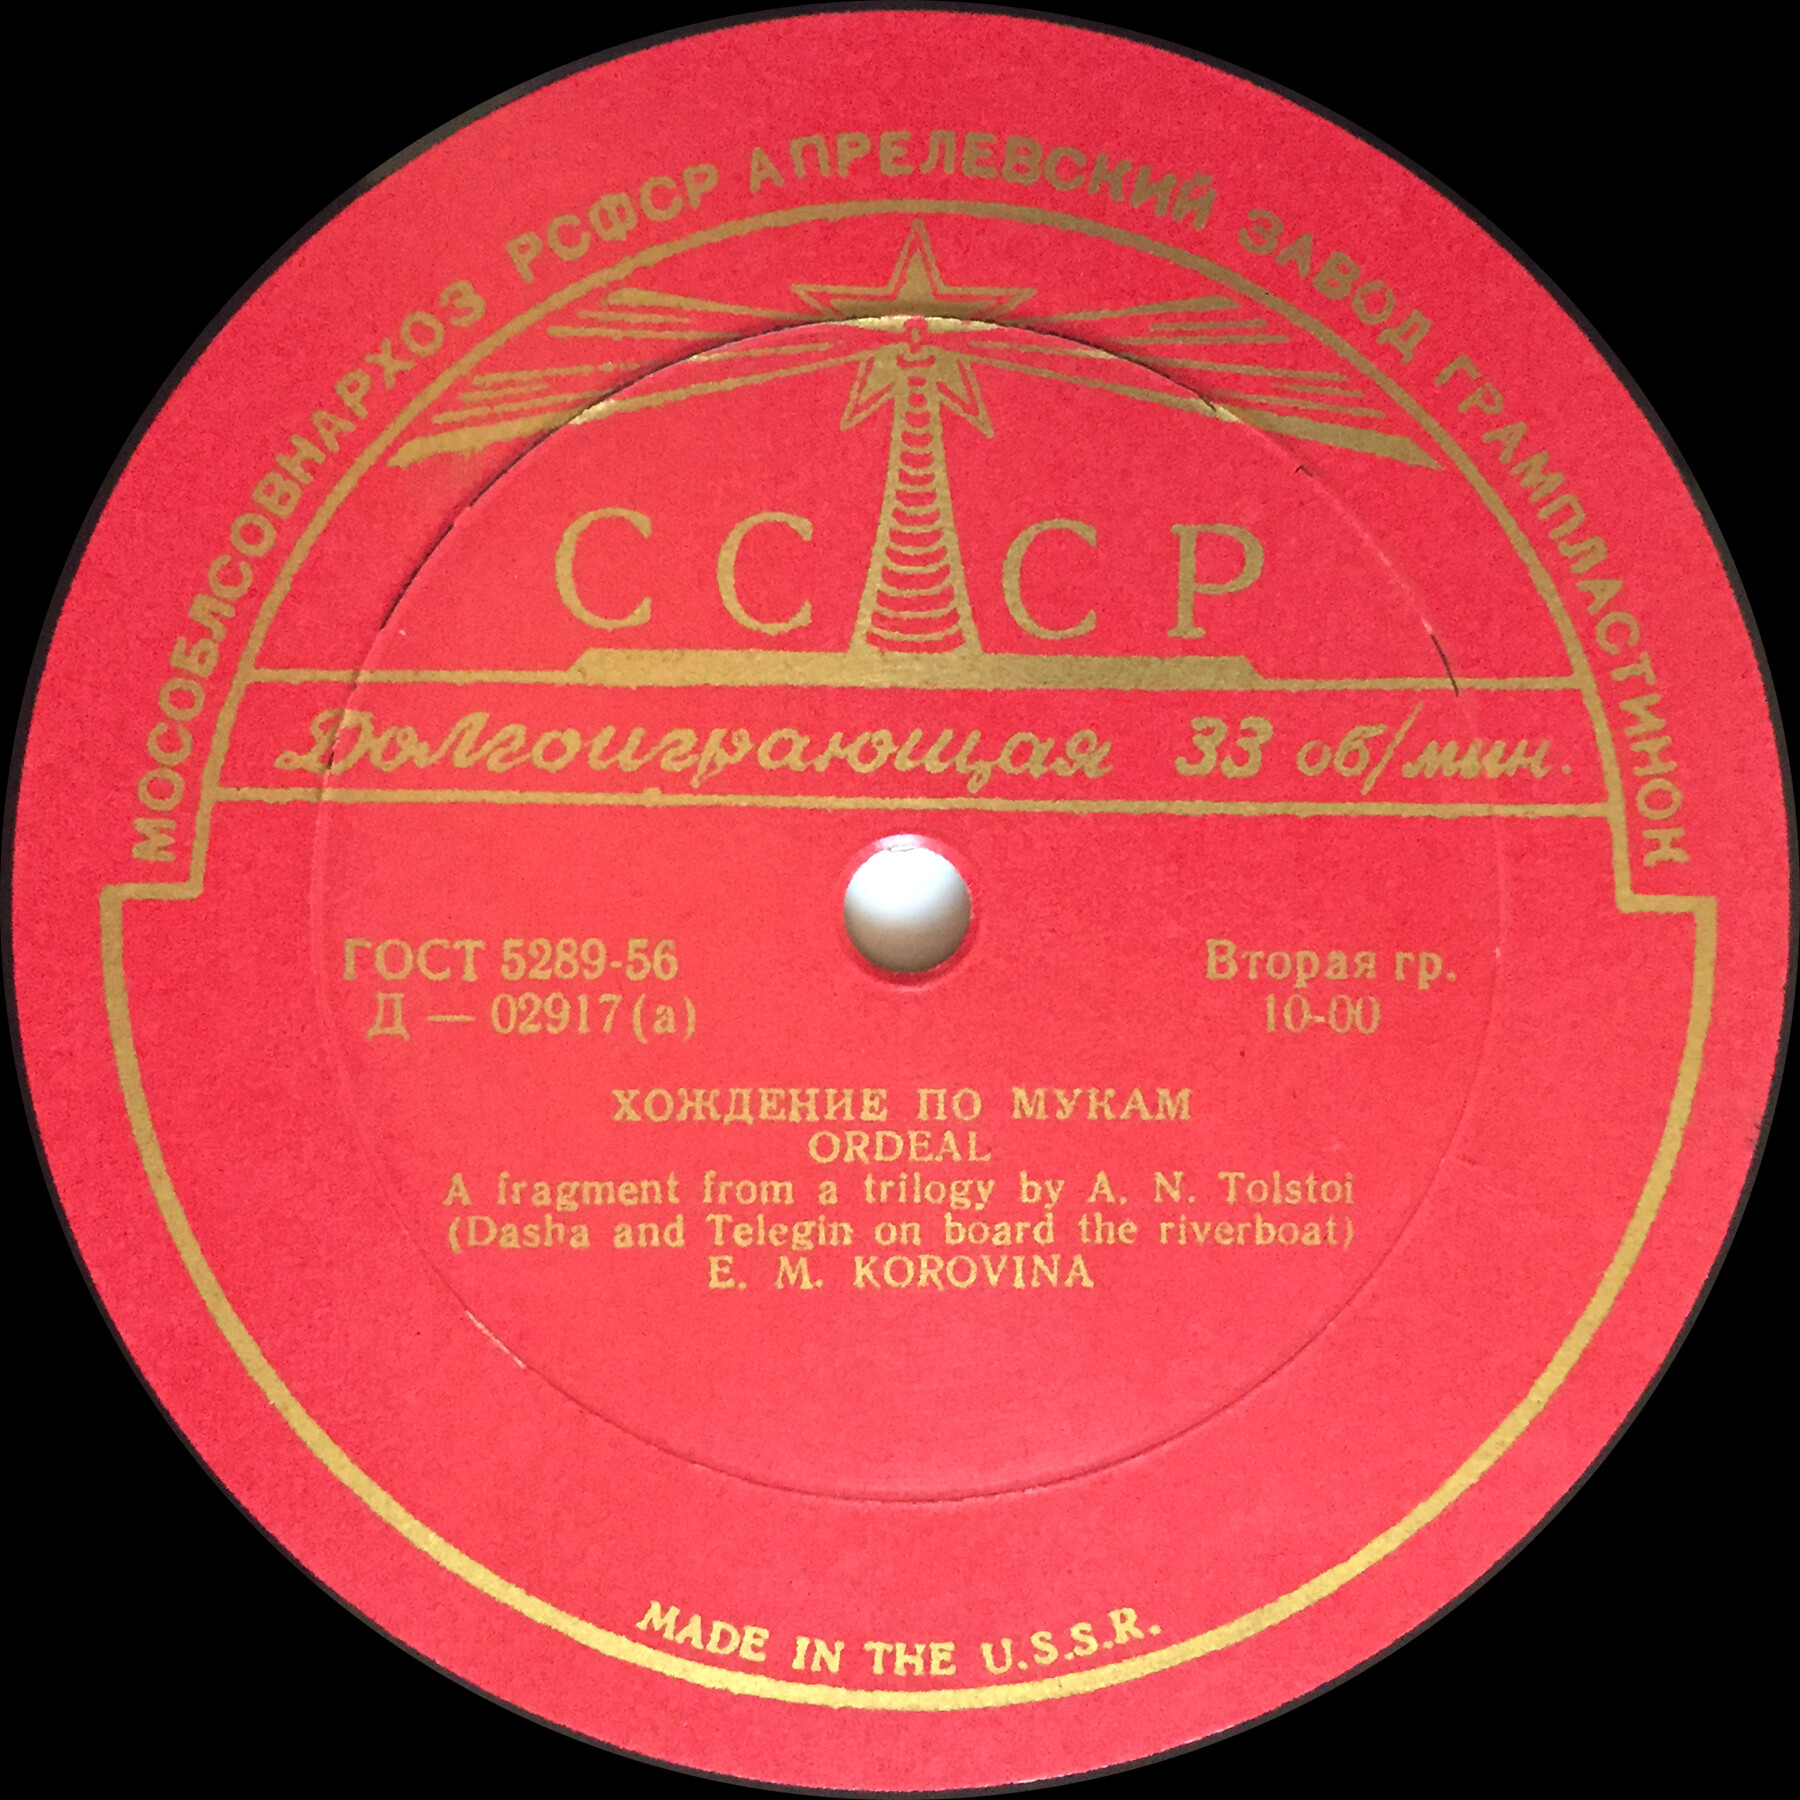 МОСОБЛСОВНАРХОЗ РСФСР АПРЕЛЕВСКИЙ ЗАВОД ГРАМПЛАСТИНОК
СССР
Долгоиграющая 33 об/мин.
ГОСТ 5289-56
Д — 02917(а)
Вторая гр.
10-00
ХОЖДЕНИЕ ПО МУКАМ
ORDEAL
A fragment from a trilogy by A. N. Tolstoi
(Dasha and Telegin on board the riverboat)
E. M. KOROVINA
MADE IN THE U.S.S.R.